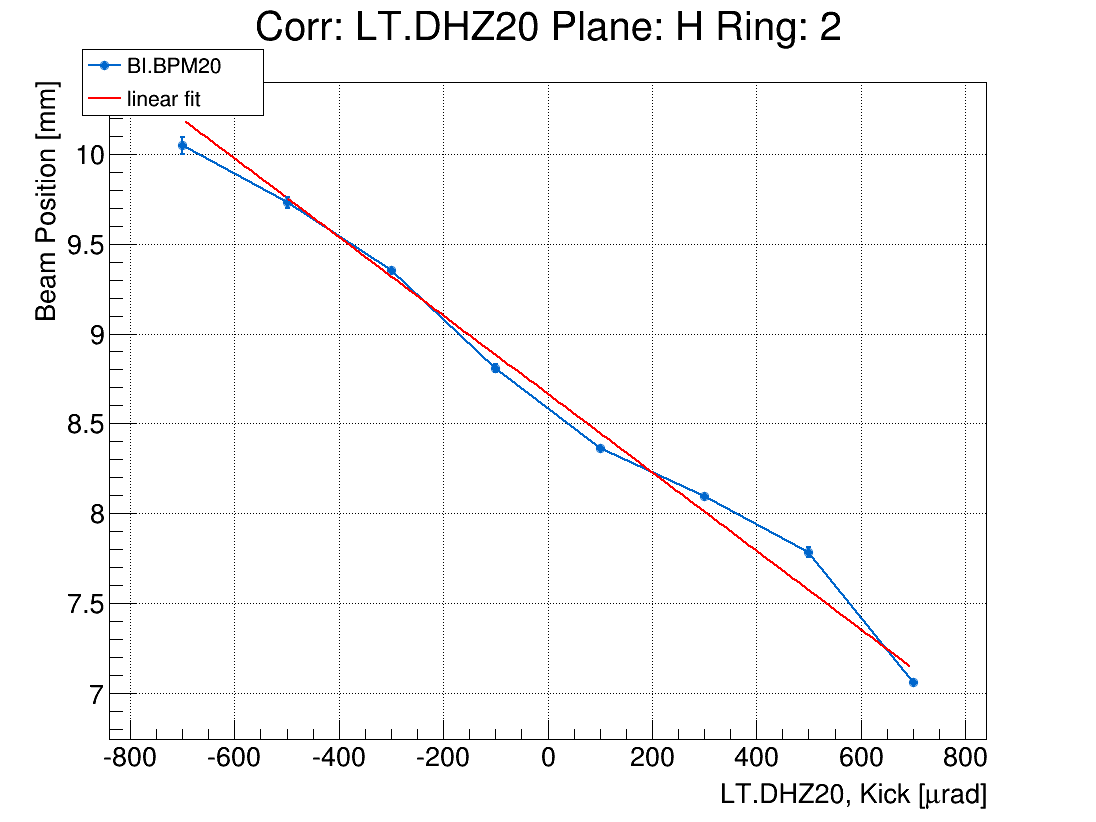 Corr: LT.DHZ20 Plane: H Ring: 2
BI.BPM20
linear fit
Beam Position [mm]
10
9.5
9
8.5
8
7.5
7
-800 -600 -400 -200 0 200 400 600 800
LT.DHZ20, Kick [μrad]